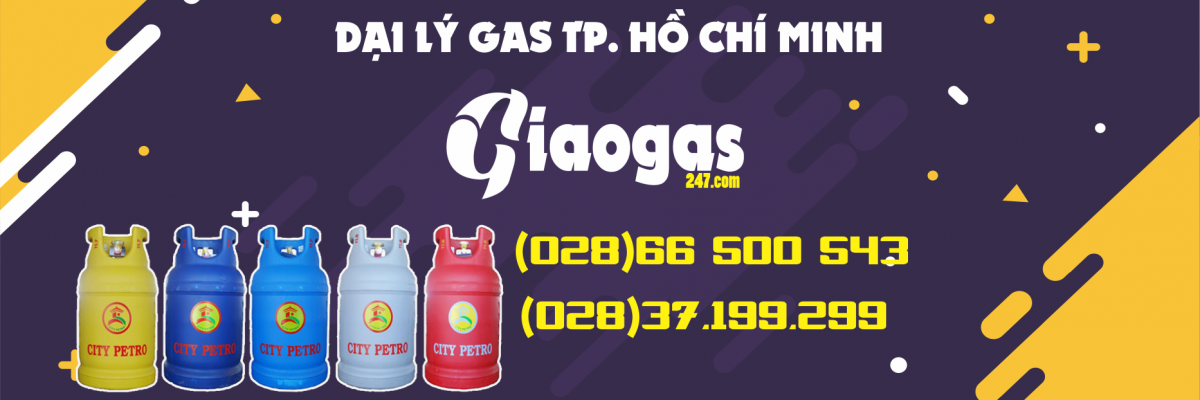 ĐẠI LÝ GAS TP. HỒ CHÍ MINH
Giaogas
247.com
(028)66 500 543
(028)37.199.299
CITY PETRO
CITY PETRO
CITY PETRO
CITY PETRO
CITY PETRO